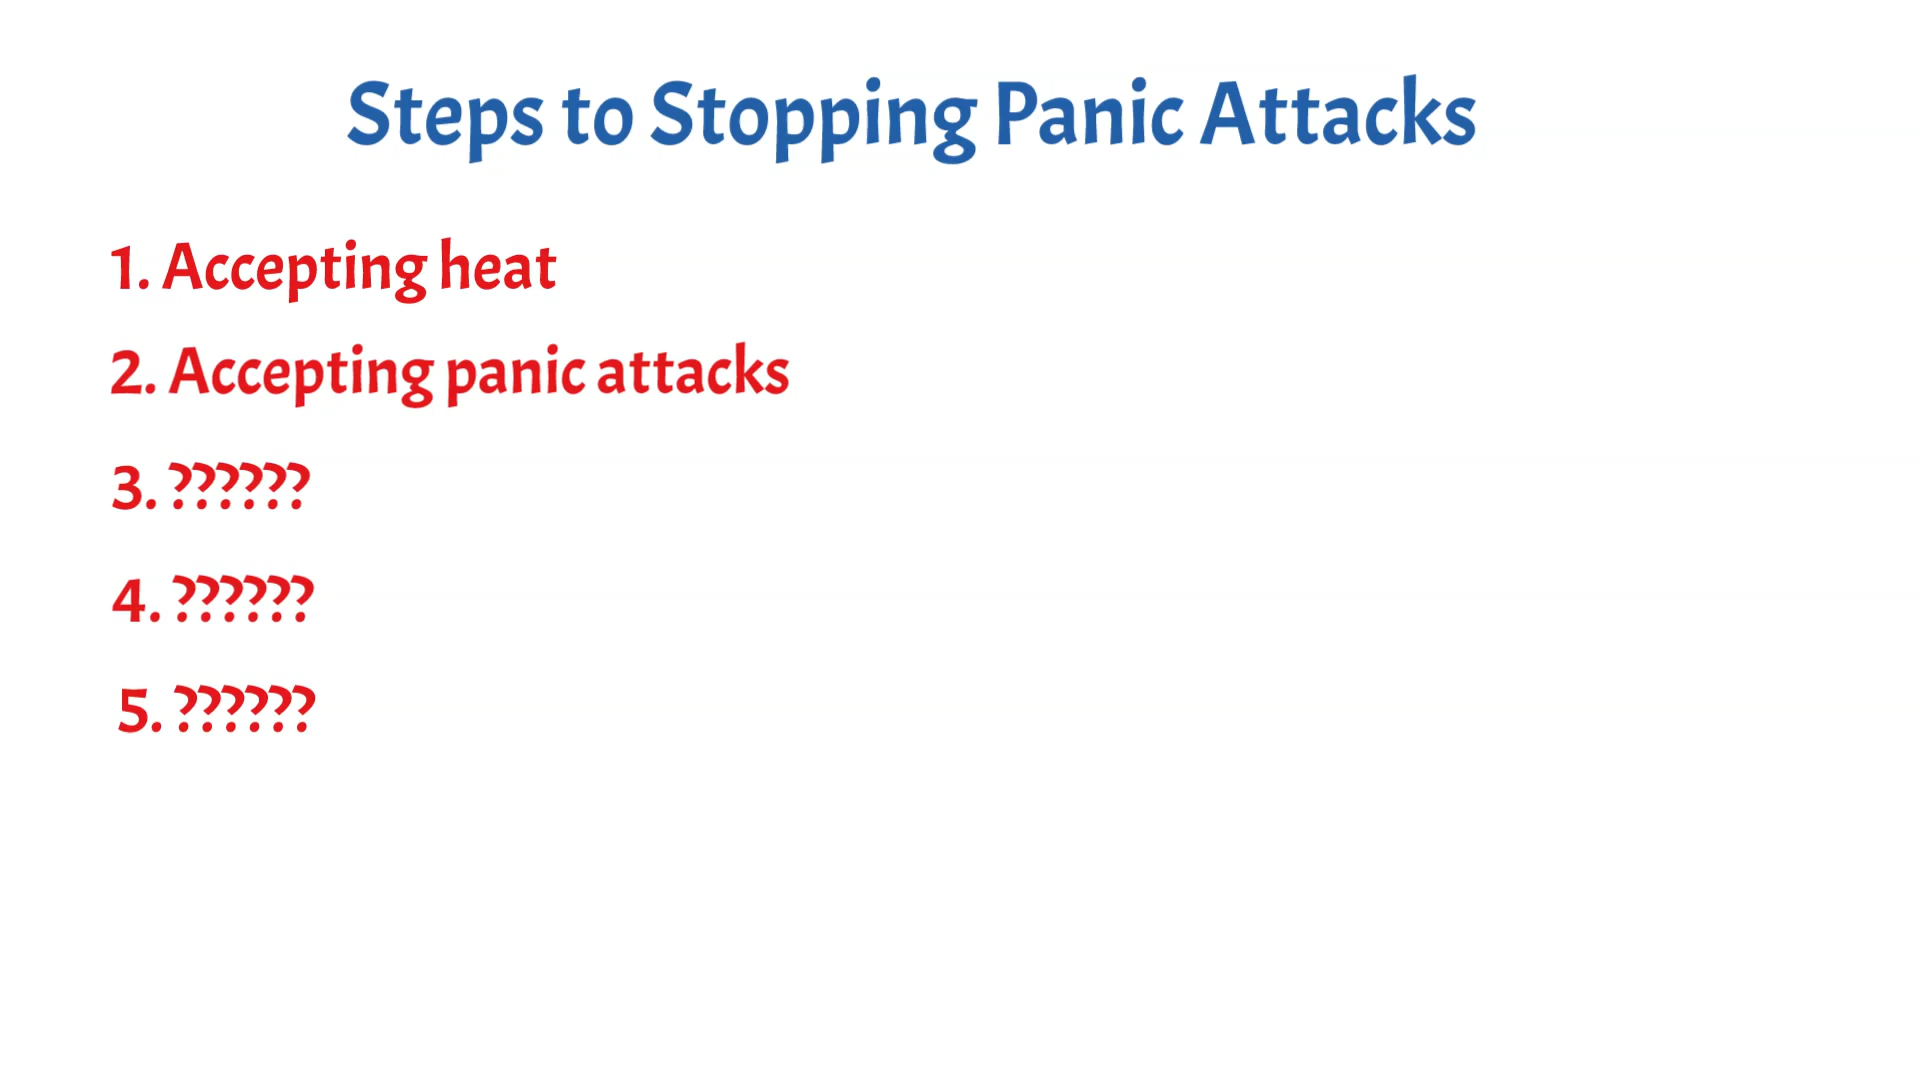 Steps to Stopping Panic Attacks
1. Accepting heat
2. Accepting panic attacks
3. ??????
4. ??????
5. ??????